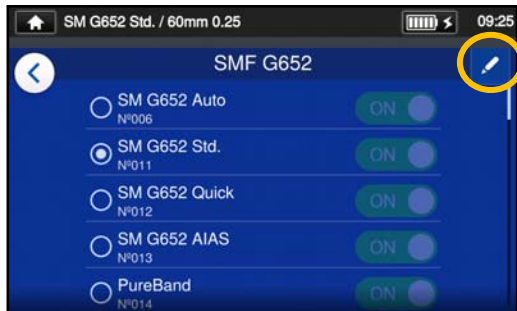 SM G652 Std. / 60mm 0.25 09:25
SMF G652
SM G652 Auto ON
Nº006
SM G652 Std. ON
Nº011
SM G652 Quick ON
Nº012
SM G652 AIAS ON
Nº013
PureBand ON
Nº014